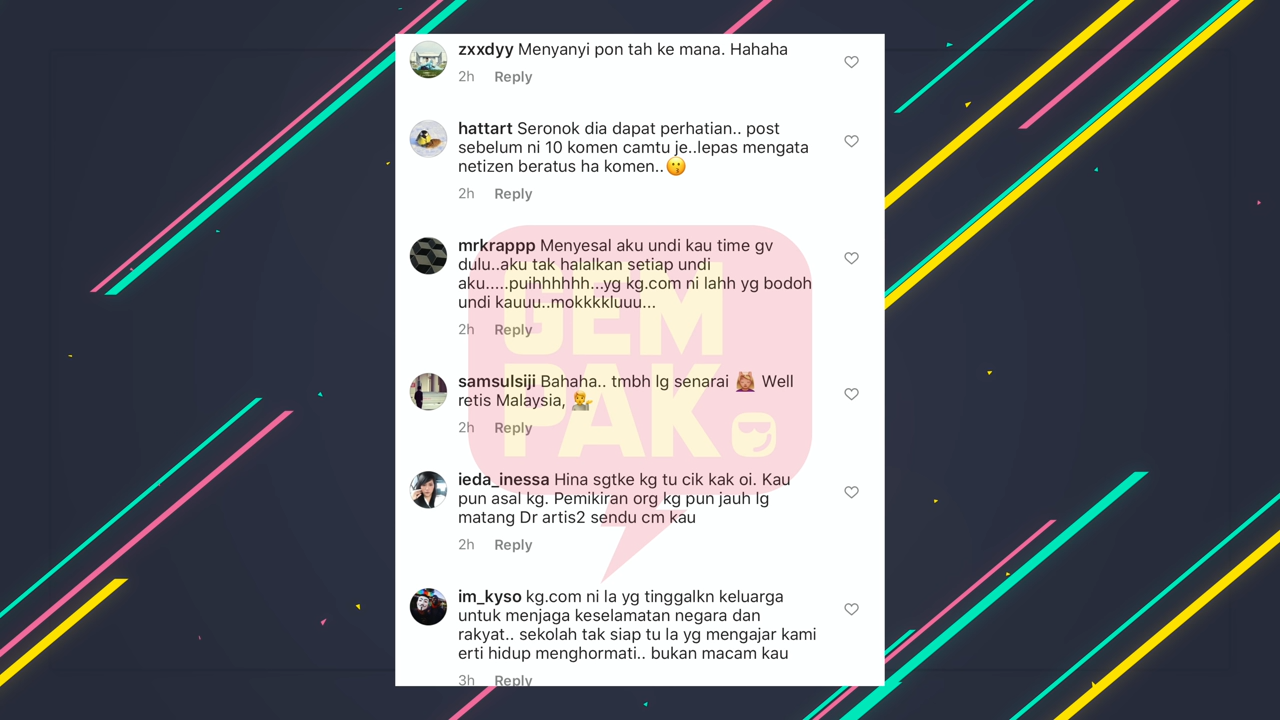 zxxdyy Menyanyi pon tah ke mana. Hahaha
2h Reply
hattart Seronok dia dapat perhatian.. post
sebelum ni 10 komen camtu je..lepas mengata
netizen beratus ha komen..😗
2h Reply
mrkrappp Menyesal aku undi kau time gv
dulu..aku tak halalkan setiap undi
aku.....puihhhhhh...yg kg.com ni lahh yg bodoh
undi kauuu..mokkkkluuu...
2h Reply
samsulsiji Bahaha.. tmbh lg senarai 💆 Well
retis Malaysia, 💁
2h Reply
ieda_inessa Hina sgtke kg tu cik kak oi. Kau
pun asal kg. Pemikiran org kg pun jauh lg
matang Dr artis2 sendu cm kau
2h Reply
im_kyso kg.com ni la yg tinggalkn keluarga
untuk menjaga keselamatan negara dan
rakyat.. sekolah tak siap tu la yg mengajar kami
erti hidup menghormati.. bukan macam kau
3h Reply
GEM
PAK